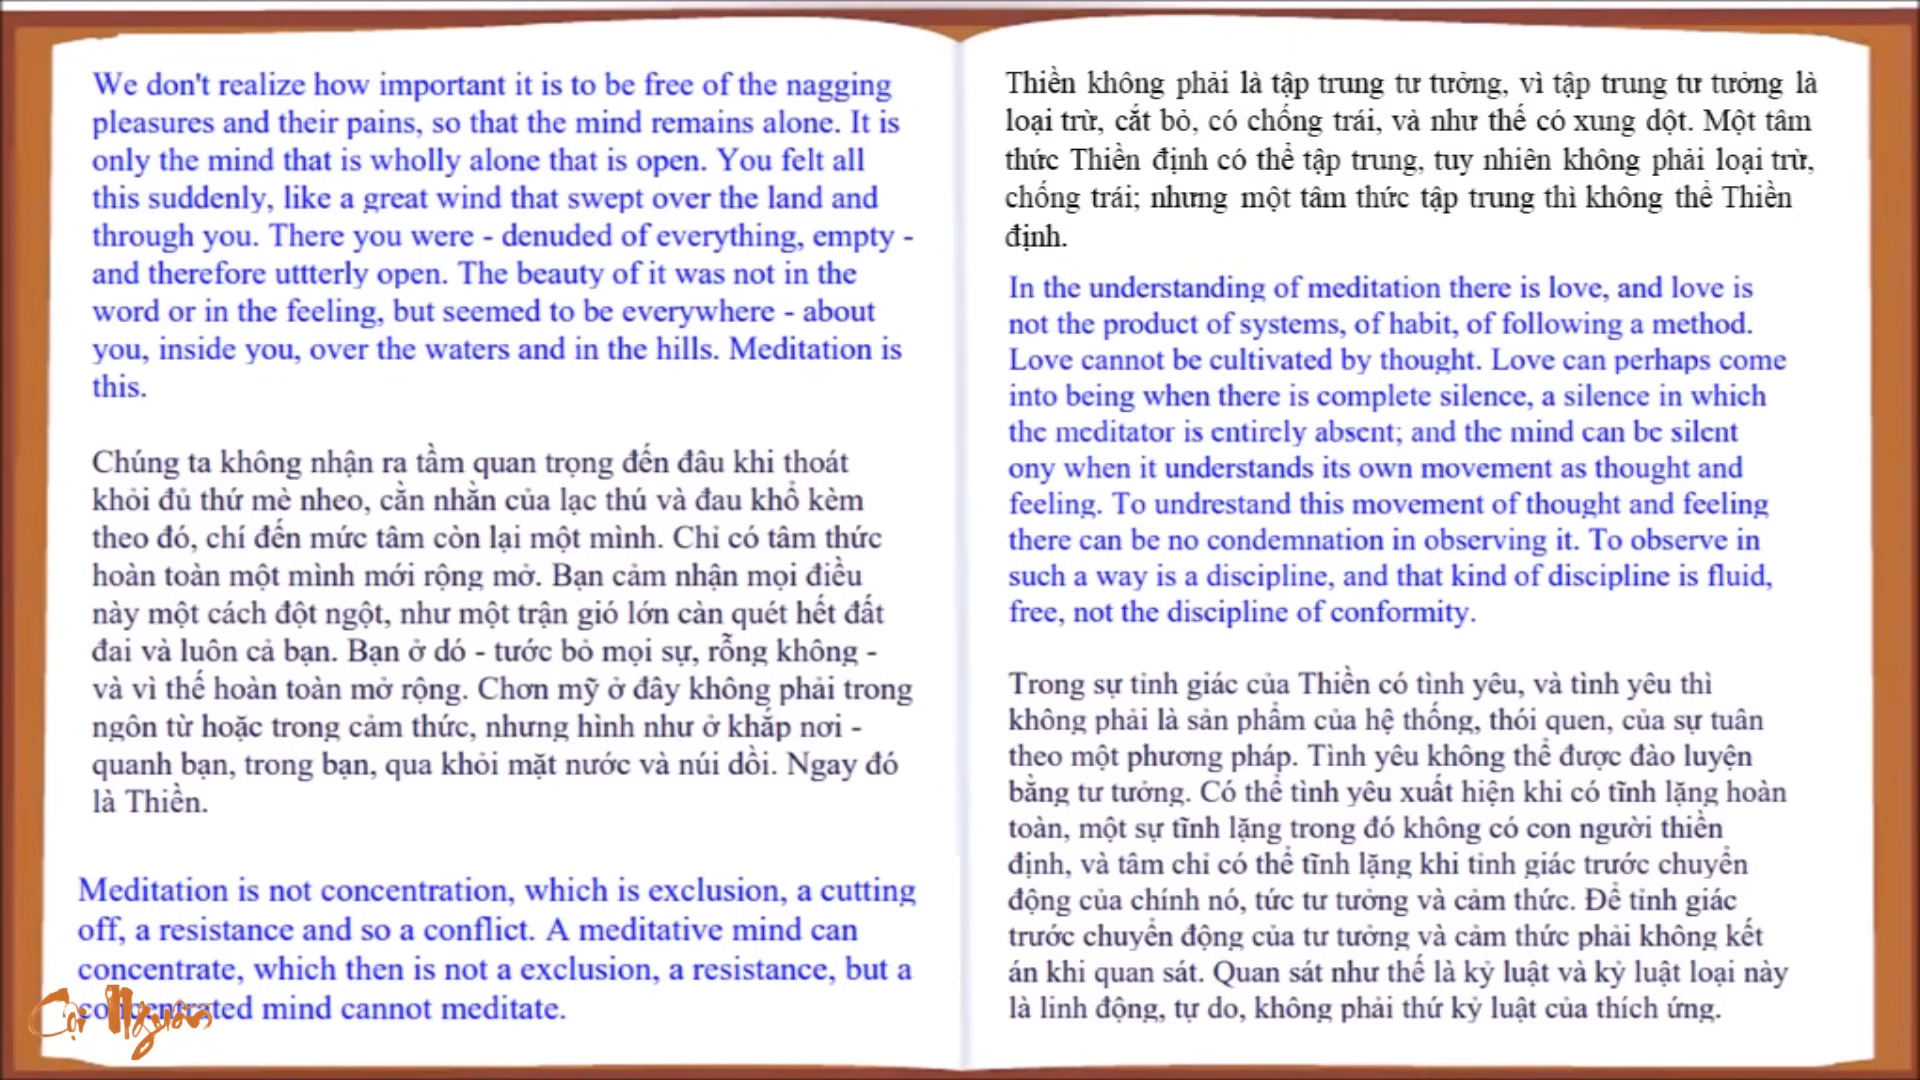 We don't realize how important it is to be free of the nagging
pleasures and their pains, so that the mind remains alone. It is
only the mind that is wholly alone that is open. You felt all
this suddenly, like a great wind that swept over the land and
through you. There you were - denuded of everything, empty -
and therefore uttterly open. The beauty of it was not in the
word or in the feeling, but seemed to be everywhere - about
you, inside you, over the waters and in the hills. Meditation is
this.
Chúng ta không nhận ra tầm quan trọng đến đâu khi thoát
khỏi đủ thứ mè nheo, cằn nhằn của lạc thú và đau khổ kèm
theo đó, chí đến mức tâm còn lại một mình. Chỉ có tâm thức
hoàn toàn một mình mới rộng mở. Bạn cảm nhận mọi điều
này một cách đột ngột, như một trận gió lớn càn quét hết đất
đai và luôn cả bạn. Bạn ở dó - tước bỏ mọi sự, rỗng không -
và vì thế hoàn toàn mở rộng. Chơn mỹ ở đây không phải trong
ngôn từ hoặc trong cảm thức, nhưng hình như ở khắp nơi -
quanh bạn, trong bạn, qua khỏi mặt nước và núi dồi. Ngay đó
là Thiền.
Meditation is not concentration, which is exclusion, a cutting
off, a resistance and so a conflict. A meditative mind can
concentrate, which then is not a exclusion, a resistance, but a
concentrated mind cannot meditate.
Cội Nguồn
Thiền không phải là tập trung tư tưởng, vì tập trung tư tưởng là
loại trừ, cắt bỏ, có chống trái, và như thế có xung dột. Một tâm
thức Thiền định có thể tập trung, tuy nhiên không phải loại trừ,
chống trái; nhưng một tâm thức tập trung thì không thể Thiền
định.
In the understanding of meditation there is love, and love is
not the product of systems, of habit, of following a method.
Love cannot be cultivated by thought. Love can perhaps come
into being when there is complete silence, a silence in which
the meditator is entirely absent; and the mind can be silent
ony when it understands its own movement as thought and
feeling. To undrestand this movement of thought and feeling
there can be no condemnation in observing it. To observe in
such a way is a discipline, and that kind of discipline is fluid,
free, not the discipline of conformity.
Trong sự tỉnh giác của Thiền có tình yêu, và tình yêu thì
không phải là sản phẩm của hệ thống, thói quen, của sự tuân
theo một phương pháp. Tình yêu không thể được đào luyện
bằng tư tưởng. Có thể tình yêu xuất hiện khi có tĩnh lặng hoàn
toàn, một sự tĩnh lặng trong đó không có con người thiền
định, và tâm chỉ có thể tĩnh lặng khi tỉnh giác trước chuyển
động của chính nó, tức tư tưởng và cảm thức. Để tỉnh giác
trước chuyển động của tư tưởng và cảm thức phải không kết
án khi quan sát. Quan sát như thế là kỷ luật và kỷ luật loại này
là linh động, tự do, không phải thứ kỷ luật của thích ứng.